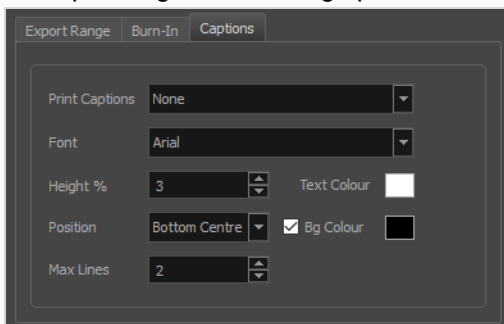 Export Range Burn-In Captions
Print Captions None
Font Arial
Height % 3 Text Colour
Position Bottom Centre Bg Colour
Max Lines 2